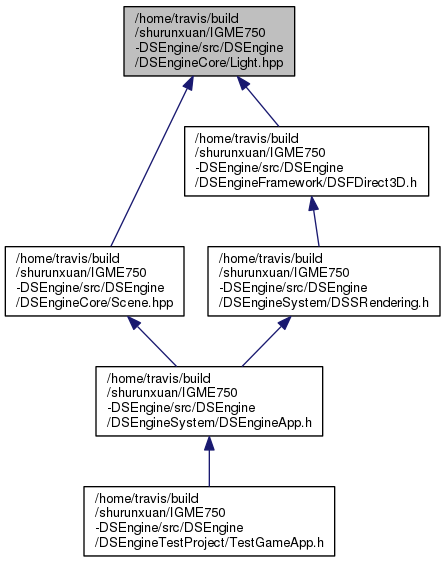 /home/travis/build
/shurunxuan/IGME750
-DSEngine/src/DSEngine
/DSEngineCore/Light.hpp
/home/travis/build
/shurunxuan/IGME750
-DSEngine/src/DSEngine
/DSEngineFramework/DSFDirect3D.h
/home/travis/build
/shurunxuan/IGME750
-DSEngine/src/DSEngine
/DSEngineCore/Scene.hpp
/home/travis/build
/shurunxuan/IGME750
-DSEngine/src/DSEngine
/DSEngineSystem/DSSRendering.h
/home/travis/build
/shurunxuan/IGME750
-DSEngine/src/DSEngine
/DSEngineSystem/DSEngineApp.h
/home/travis/build
/shurunxuan/IGME750
-DSEngine/src/DSEngine
/DSEngineTestProject/TestGameApp.h